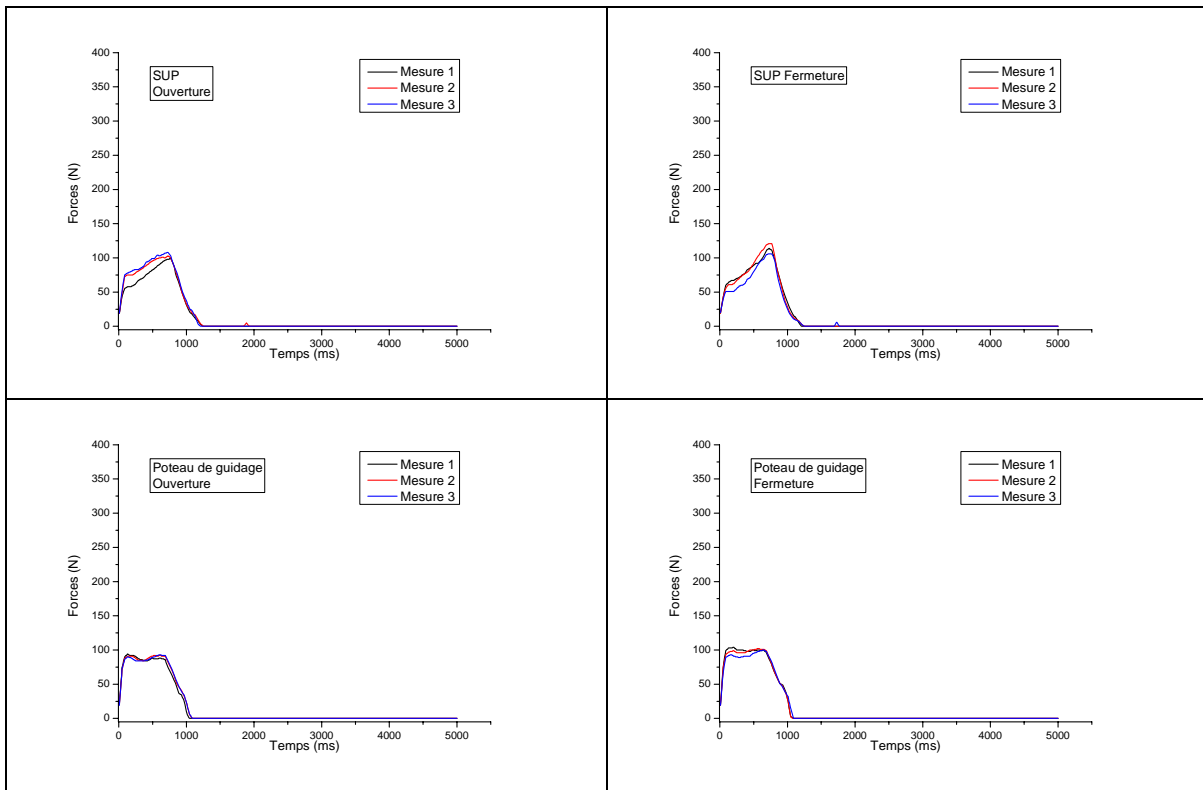 400
350
300
250
200
150
100
50
0
Forces (N)
SUP
Ouverture
Mesure 1
Mesure 2
Mesure 3
0 1000 2000 3000 4000 5000
Temps (ms)
400
350
300
250
200
150
100
50
0
Forces (N)
SUP Fermeture
Mesure 1
Mesure 2
Mesure 3
0 1000 2000 3000 4000 5000
Temps (ms)
400
350
300
250
200
150
100
50
0
Forces (N)
Poteau de guidage
Ouverture
Mesure 1
Mesure 2
Mesure 3
0 1000 2000 3000 4000 5000
Temps (ms)
400
350
300
250
200
150
100
50
0
Forces (N)
Poteau de guidage
Fermeture
Mesure 1
Mesure 2
Mesure 3
0 1000 2000 3000 4000 5000
Temps (ms)